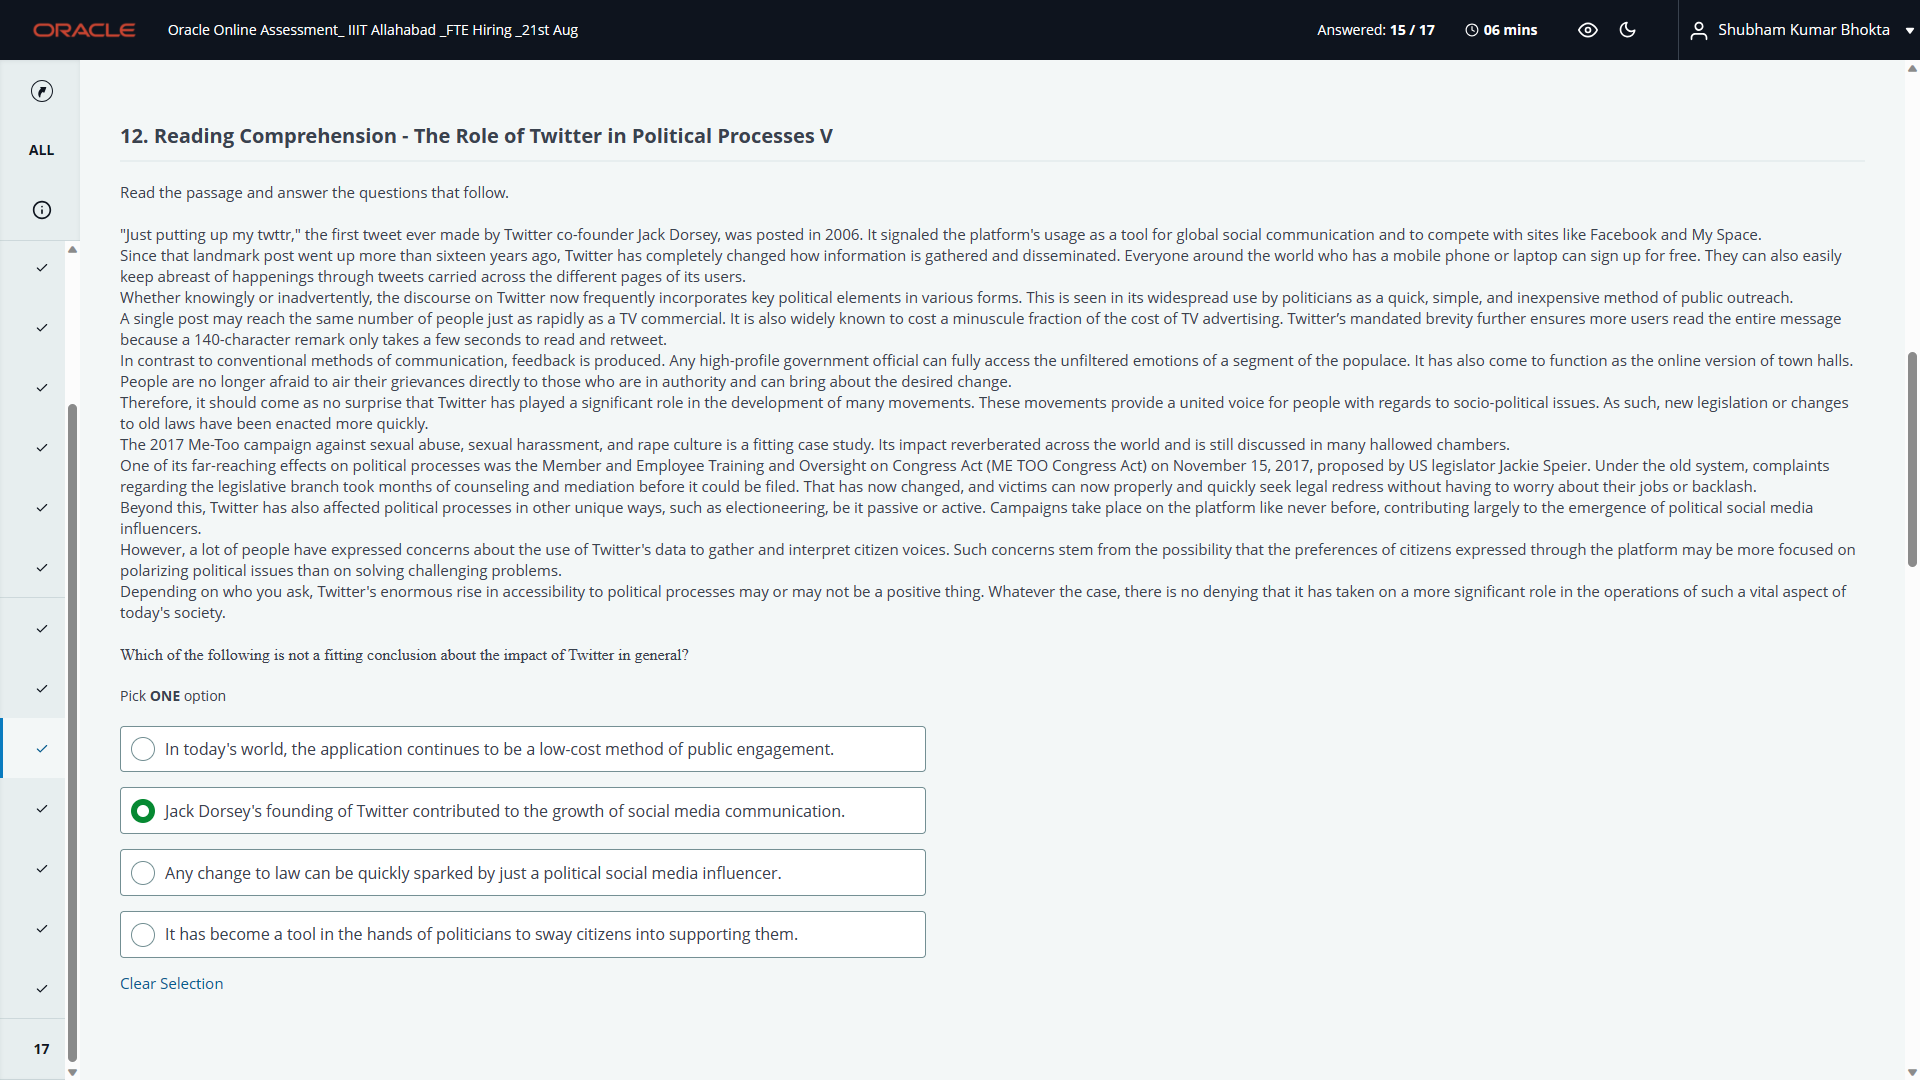 ORACLE
Oracle Online Assessment_ IIIT Allahabad _FTE Hiring _21st Aug
Answered: 15 / 17
06 mins
Shubham Kumar Bhokta
ALL
12. Reading Comprehension - The Role of Twitter in Political Processes V
Read the passage and answer the questions that follow.
"Just putting up my twttr," the first tweet ever made by Twitter co-founder Jack Dorsey, was posted in 2006. It signaled the platform's usage as a tool for global social communication and to compete with sites like Facebook and My Space.
Since that landmark post went up more than sixteen years ago, Twitter has completely changed how information is gathered and disseminated. Everyone around the world who has a mobile phone or laptop can sign up for free. They can also easily
keep abreast of happenings through tweets carried across the different pages of its users.
Whether knowingly or inadvertently, the discourse on Twitter now frequently incorporates key political elements in various forms. This is seen in its widespread use by politicians as a quick, simple, and inexpensive method of public outreach.
A single post may reach the same number of people just as rapidly as a TV commercial. It is also widely known to cost a minuscule fraction of the cost of TV advertising. Twitter’s mandated brevity further ensures more users read the entire message
because a 140-character remark only takes a few seconds to read and retweet.
In contrast to conventional methods of communication, feedback is produced. Any high-profile government official can fully access the unfiltered emotions of a segment of the populace. It has also come to function as the online version of town halls.
People are no longer afraid to air their grievances directly to those who are in authority and can bring about the desired change.
Therefore, it should come as no surprise that Twitter has played a significant role in the development of many movements. These movements provide a united voice for people with regards to socio-political issues. As such, new legislation or changes
to old laws have been enacted more quickly.
The 2017 Me-Too campaign against sexual abuse, sexual harassment, and rape culture is a fitting case study. Its impact reverberated across the world and is still discussed in many hallowed chambers.
One of its far-reaching effects on political processes was the Member and Employee Training and Oversight on Congress Act (ME TOO Congress Act) on November 15, 2017, proposed by US legislator Jackie Speier. Under the old system, complaints
regarding the legislative branch took months of counseling and mediation before it could be filed. That has now changed, and victims can now properly and quickly seek legal redress without having to worry about their jobs or backlash.
Beyond this, Twitter has also affected political processes in other unique ways, such as electioneering, be it passive or active. Campaigns take place on the platform like never before, contributing largely to the emergence of political social media
influencers.
However, a lot of people have expressed concerns about the use of Twitter's data to gather and interpret citizen voices. Such concerns stem from the possibility that the preferences of citizens expressed through the platform may be more focused on
polarizing political issues than on solving challenging problems.
Depending on who you ask, Twitter's enormous rise in accessibility to political processes may or may not be a positive thing. Whatever the case, there is no denying that it has taken on a more significant role in the operations of such a vital aspect of
today's society.
Which of the following is not a fitting conclusion about the impact of Twitter in general?
Pick ONE option
In today's world, the application continues to be a low-cost method of public engagement.
Jack Dorsey's founding of Twitter contributed to the growth of social media communication.
Any change to law can be quickly sparked by just a political social media influencer.
It has become a tool in the hands of politicians to sway citizens into supporting them.
Clear Selection
17